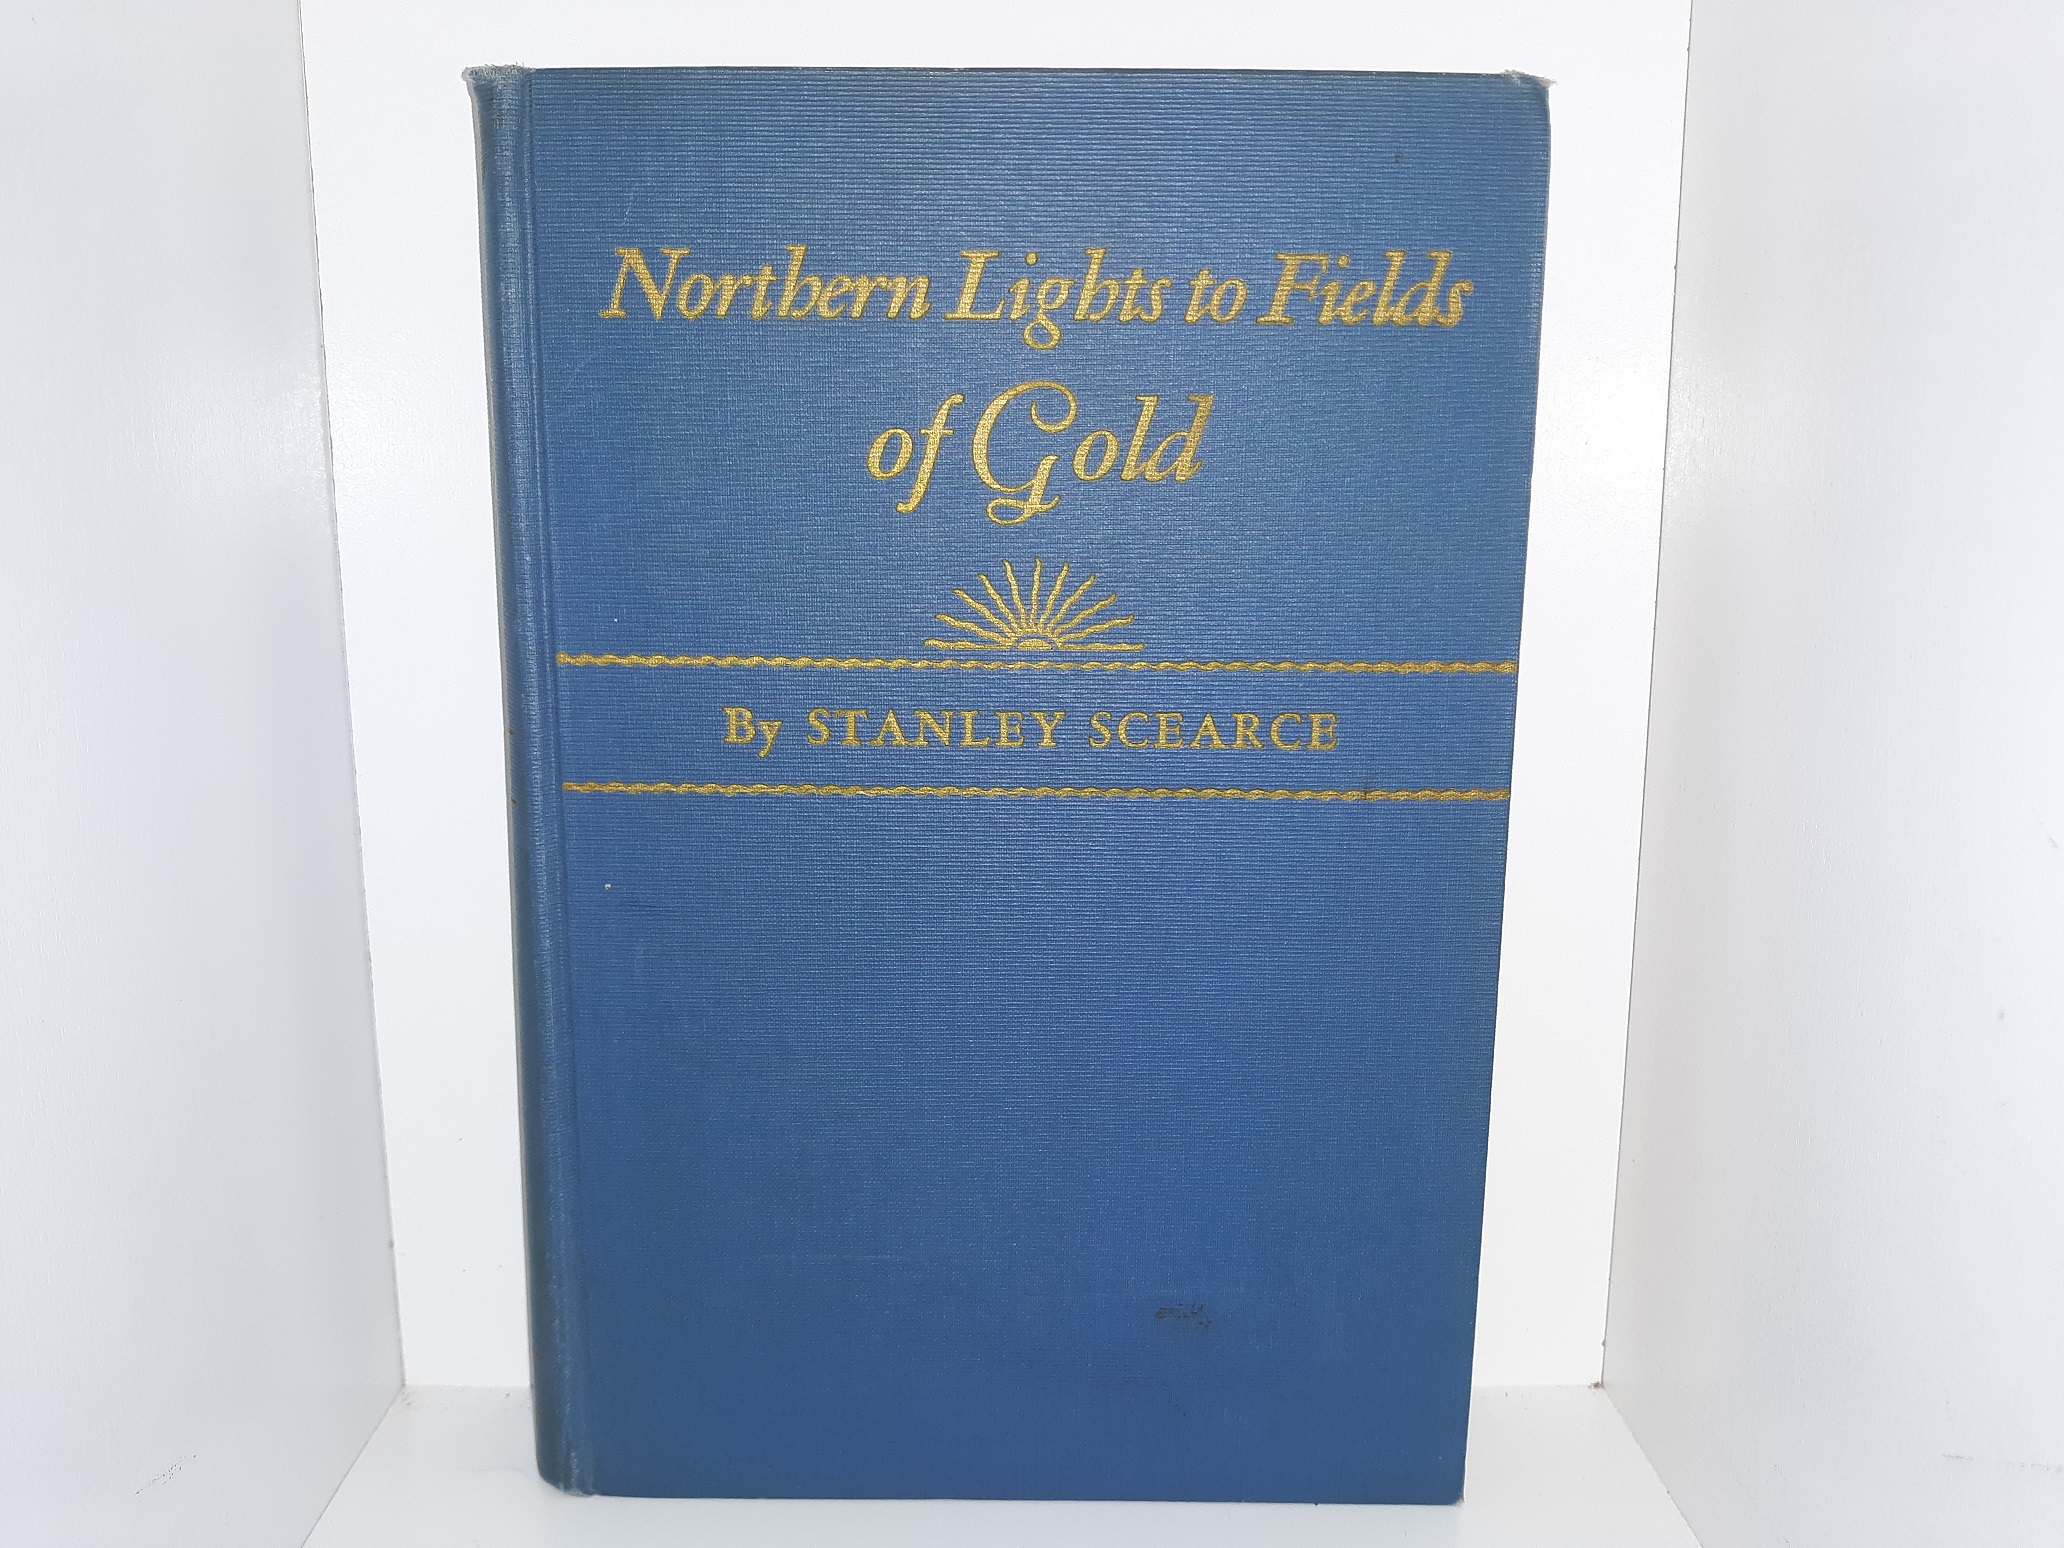 Northern Lights to Fields
of Gold
By STANLEY SCEARCE